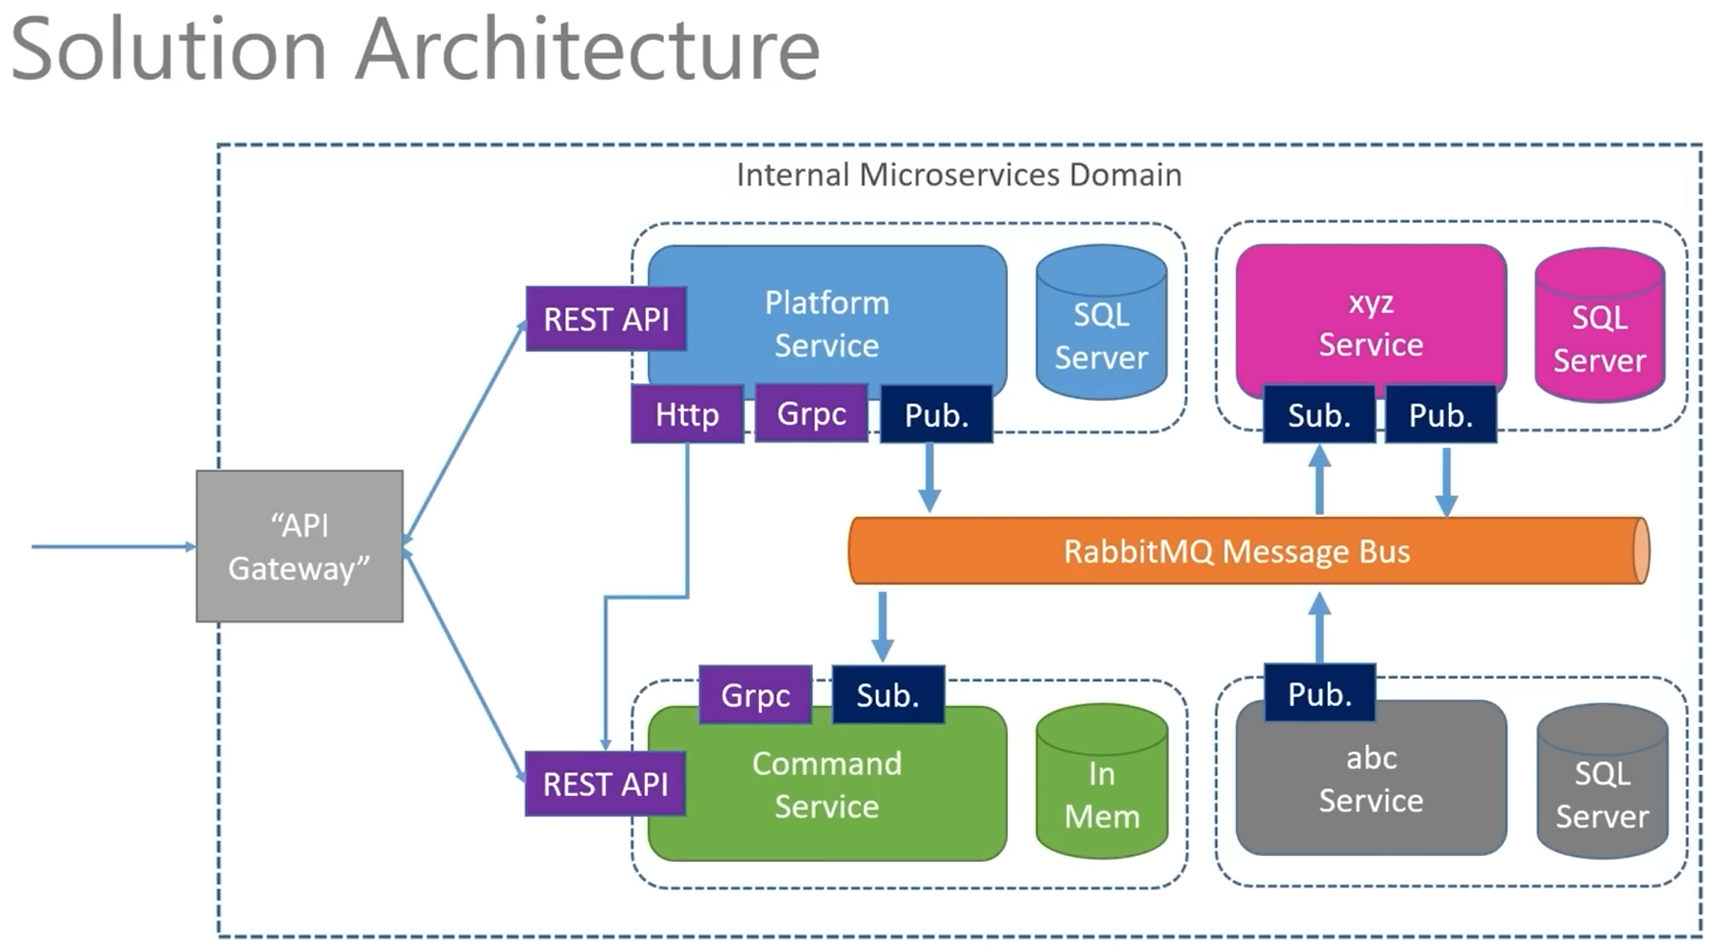 Solution Architecture
Internal Microservices Domain
REST API
Platform
Service
SQL
Server
xyz
Service
SQL
Server
Http
Grpc
Pub.
Sub.
Pub.
“API
Gateway”
RabbitMQ Message Bus
Grpc
Sub.
Pub.
REST API
Command
Service
In
Mem
abc
Service
SQL
Server